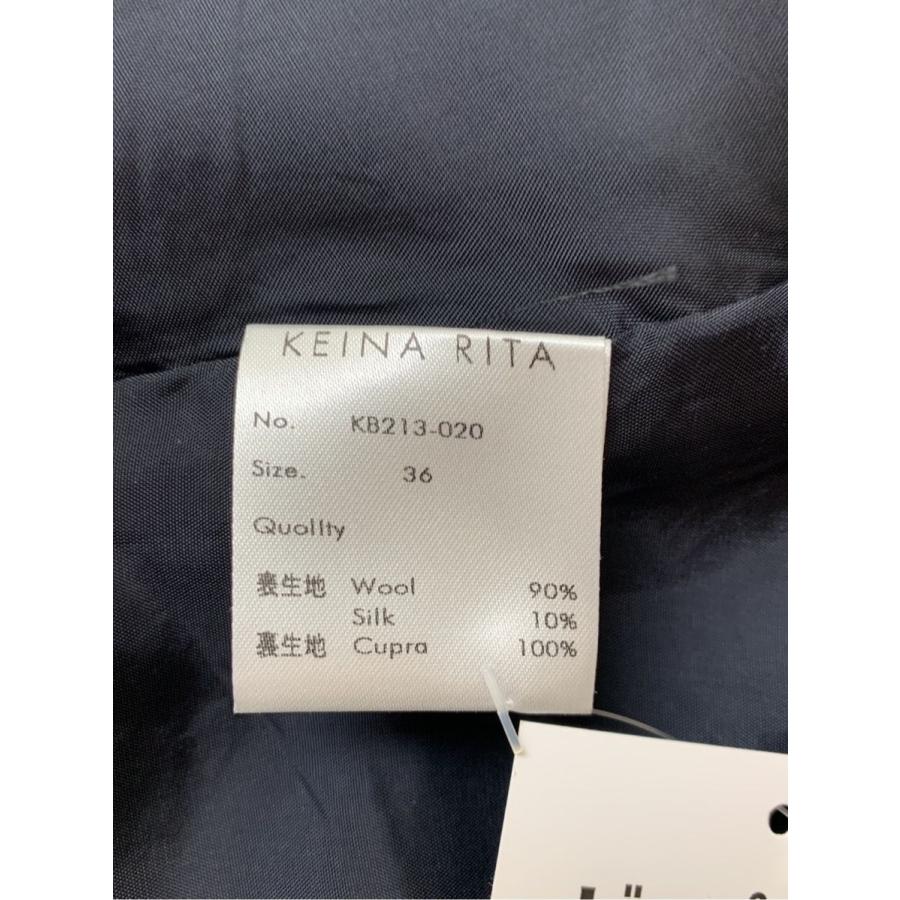 KEINA RITA
No. KB213-020
Size. 36
Quollty
表生地 Wool 90%
Silk 10%
裏生地 Cupra 100%